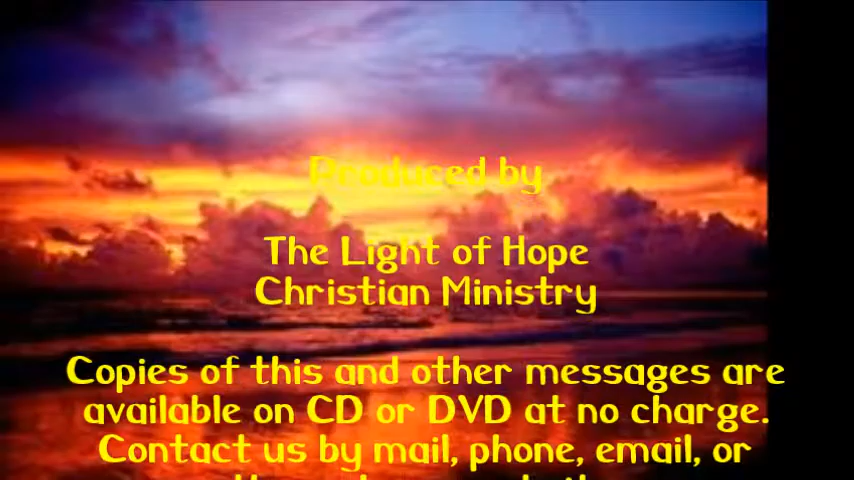 Produced by
The Light of Hope
Christian Ministry
Copies of this and other messages are
available on CD or DVD at no charge.
Contact us by mail, phone, email, or